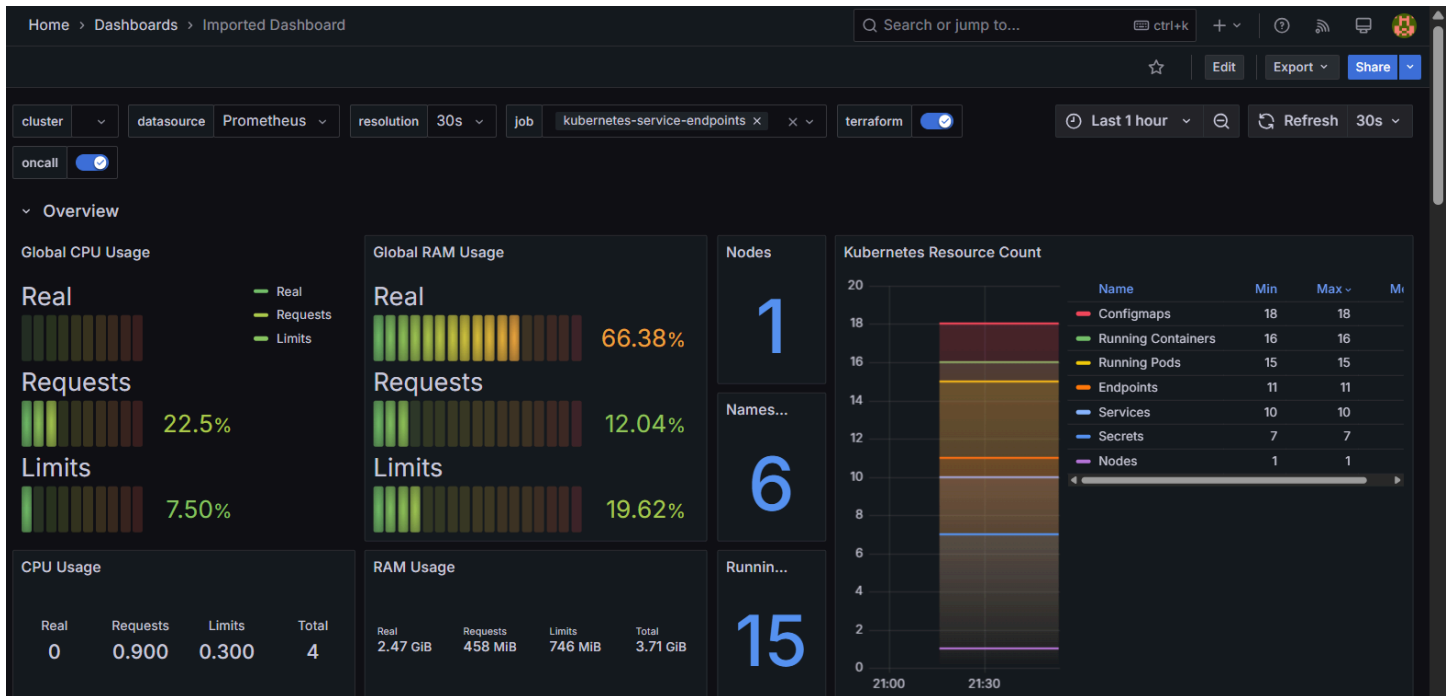 Home › Dashboards › Imported Dashboard
Search or jump to... ctrl+k
Edit Export Share
cluster datasource Prometheus resolution 30s job kubernetes-service-endpoints × × terraform Last 1 hour Refresh 30s
oncall
Overview
Global CPU Usage
Real
Requests
22.5%
Limits
7.50%
Real
Requests
Limits
Global RAM Usage
Real
66.38%
Requests
12.04%
Limits
19.62%
Nodes
1
Names...
6
Kubernetes Resource Count
20
18
16
14
12
10
8
6
4
2
0
21:00 21:30
Name Min Max
Configmaps 18 18
Running Containers 16 16
Running Pods 15 15
Endpoints 11 11
Services 10 10
Secrets 7 7
Nodes 1 1
CPU Usage
Real Requests Limits Total
0 0.900 0.300 4
RAM Usage
Real Requests Limits Total
2.47 GiB 458 MiB 746 MiB 3.71 GiB
Runnin...
15